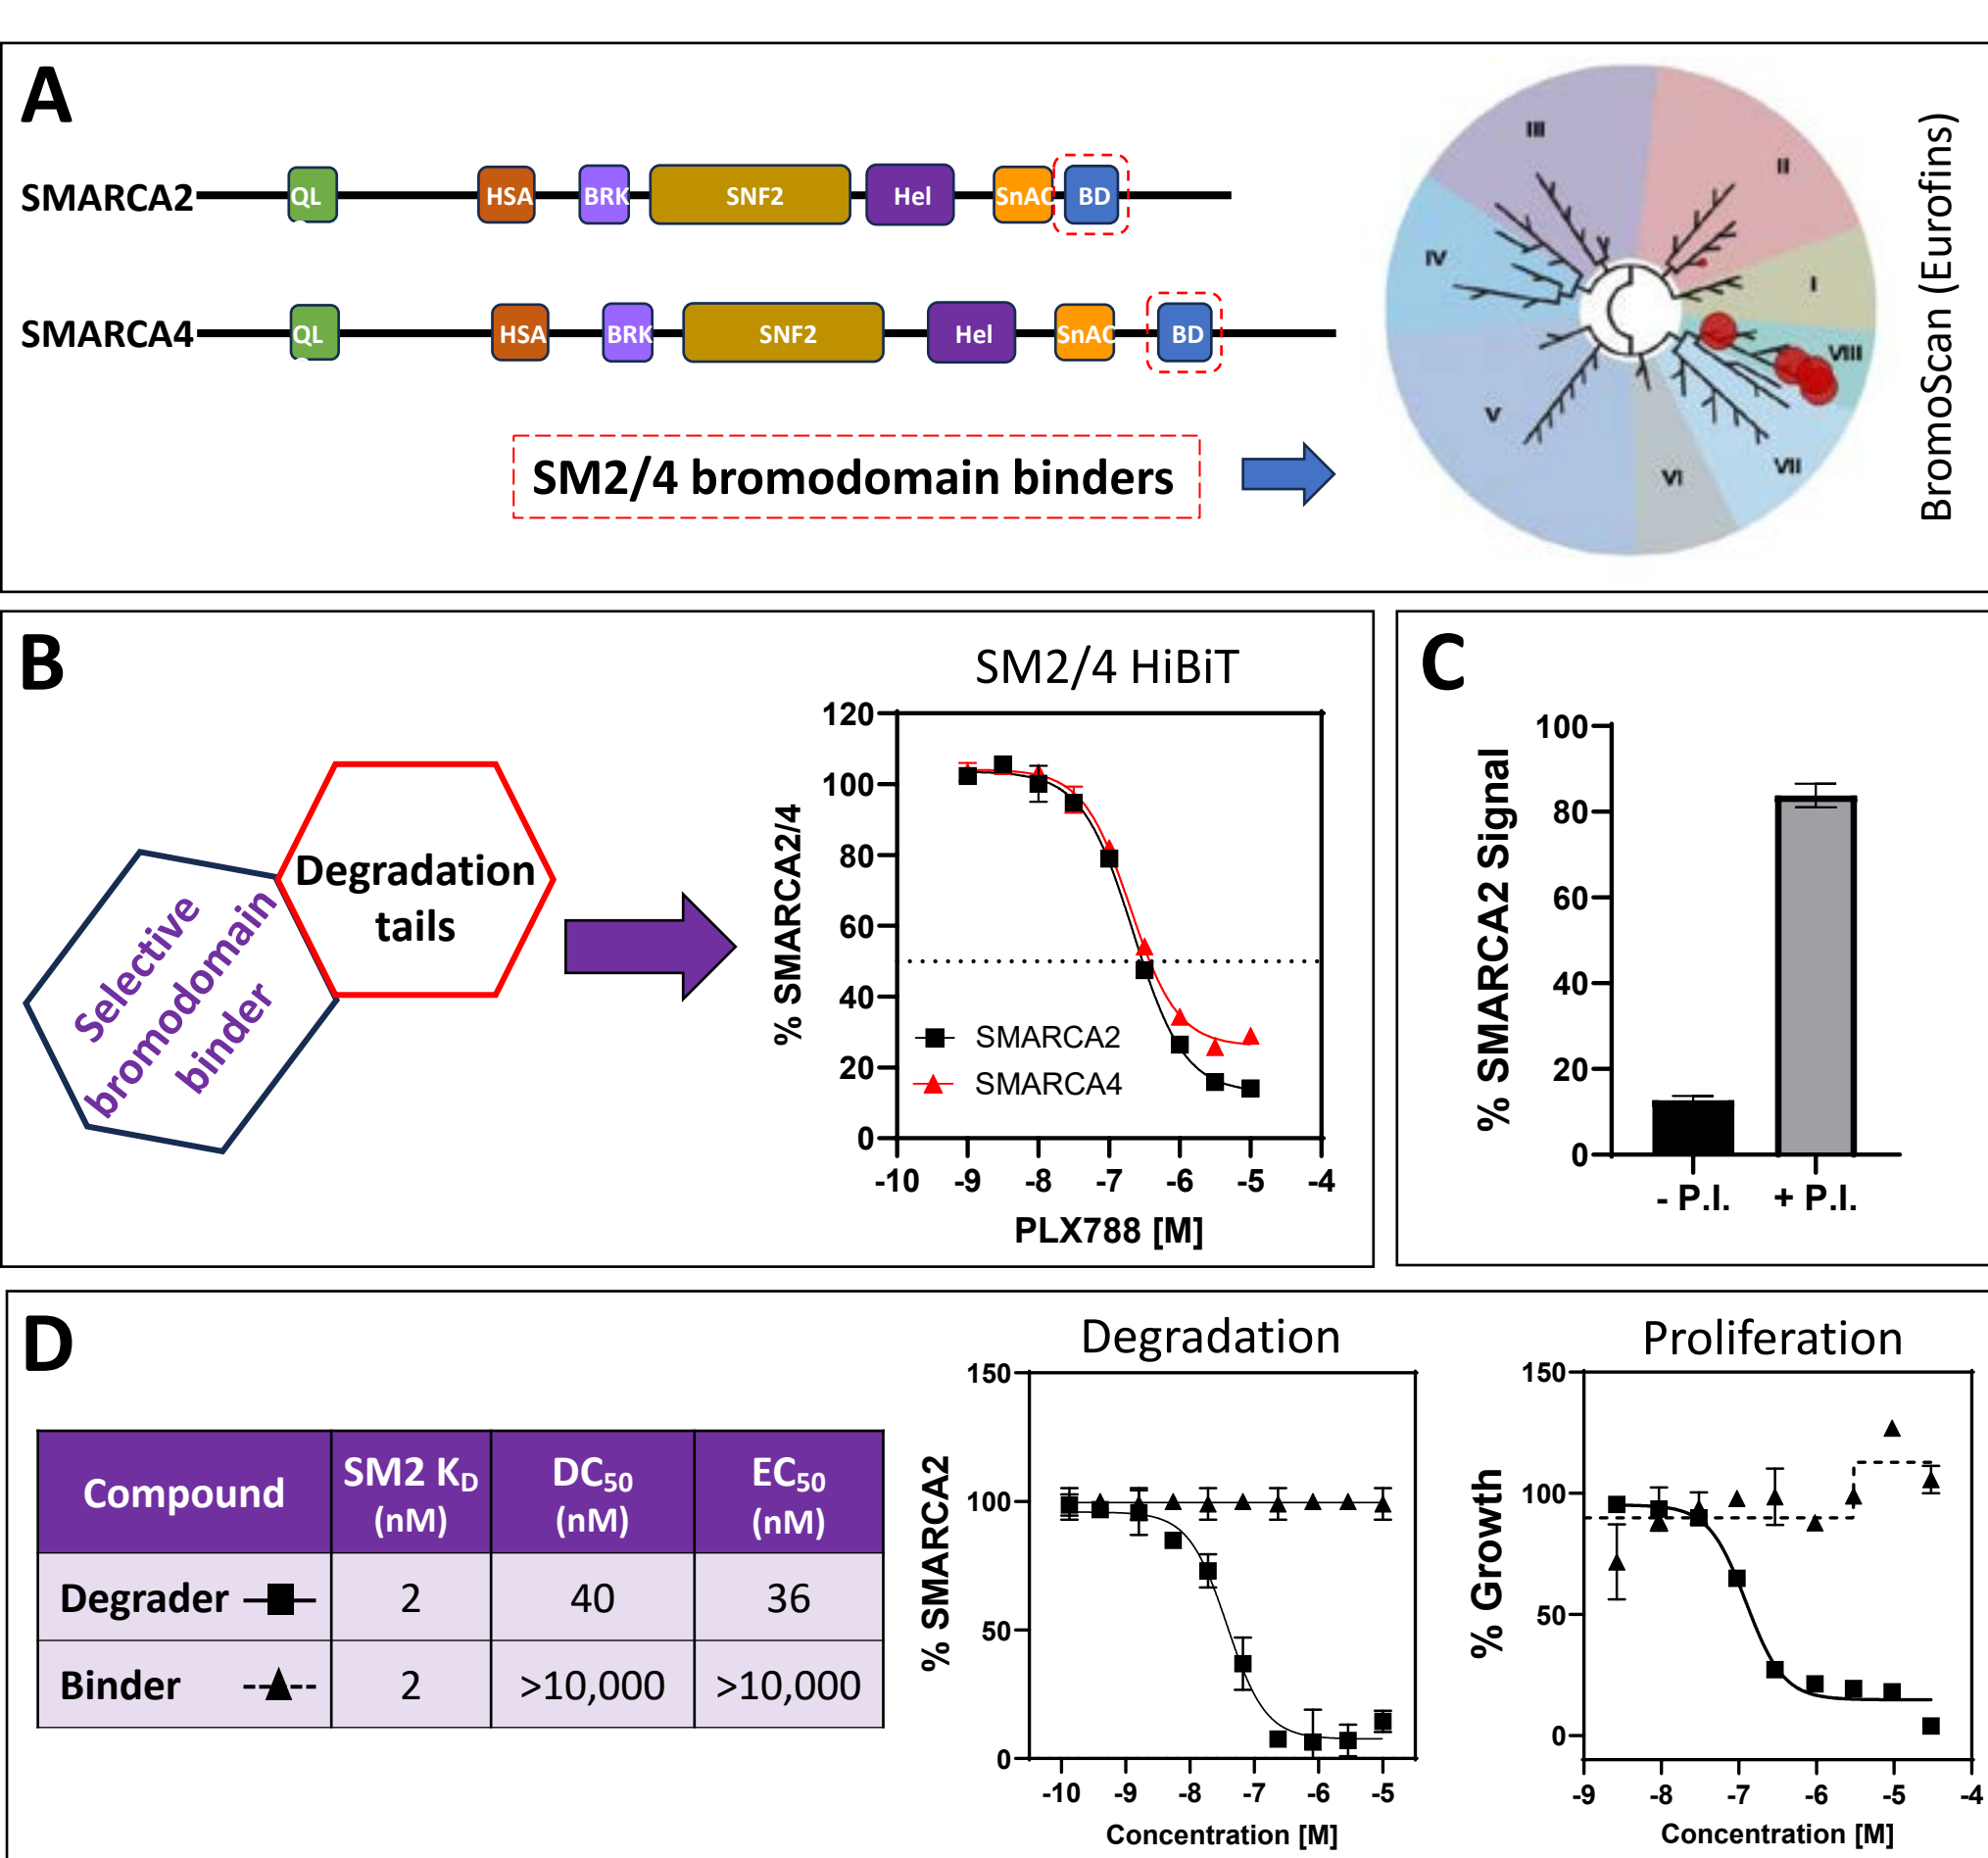 A
SMARCA2
QL
HSA
BRK
SNF2
Hel
SnAC
BD
SMARCA4
QL
HSA
BRK
SNF2
Hel
SnAC
BD
SM2/4 bromodomain binders
III
II
IV
I
VIII
V
VII
VI
BromoScan (Eurofins)
B
Selective
bromodomain
binder
Degradation
tails
SM2/4 HiBiT
% SMARCA2/4
120
100
80
60
40
20
0
SMARCA2
SMARCA4
-10 -9 -8 -7 -6 -5 -4
PLX788 [M]
C
% SMARCA2 Signal
100
80
60
40
20
0
- P.I. + P.I.
D
Compound SM2 KD (nM) DC50 (nM) EC50 (nM)
Degrader 2 40 36
Binder 2 >10,000 >10,000
Degradation
% SMARCA2
150
100
50
0
-10 -9 -8 -7 -6 -5
Concentration [M]
Proliferation
% Growth
150
100
50
0
-9 -8 -7 -6 -5 -4
Concentration [M]